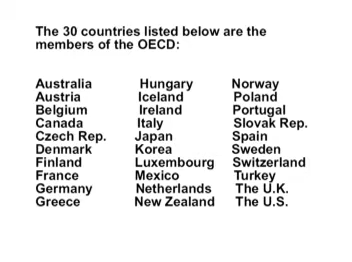 The 30 countries listed below are the
members of the OECD:
Australia Hungary Norway
Austria Iceland Poland
Belgium Ireland Portugal
Canada Italy Slovak Rep.
Czech Rep. Japan Spain
Denmark Korea Sweden
Finland Luxembourg Switzerland
France Mexico Turkey
Germany Netherlands The U.K.
Greece New Zealand The U.S.